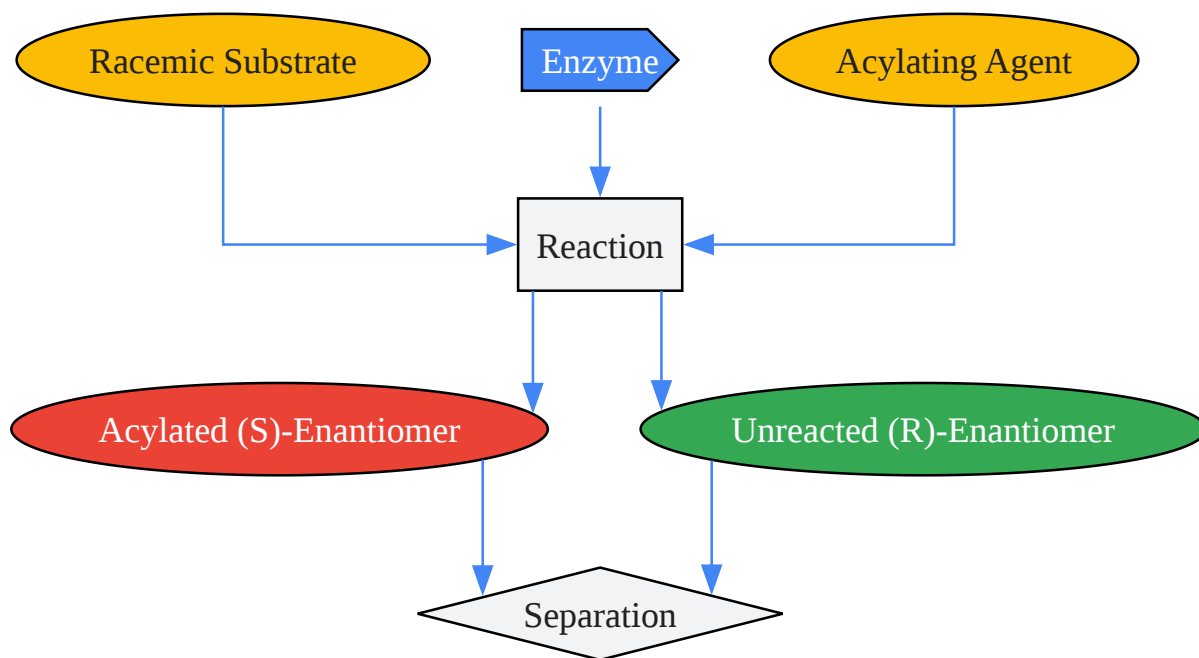 Racemic Substrate
Enzyme
Acylating Agent
Reaction
Acylated (S)-Enantiomer
Unreacted (R)-Enantiomer
Separation